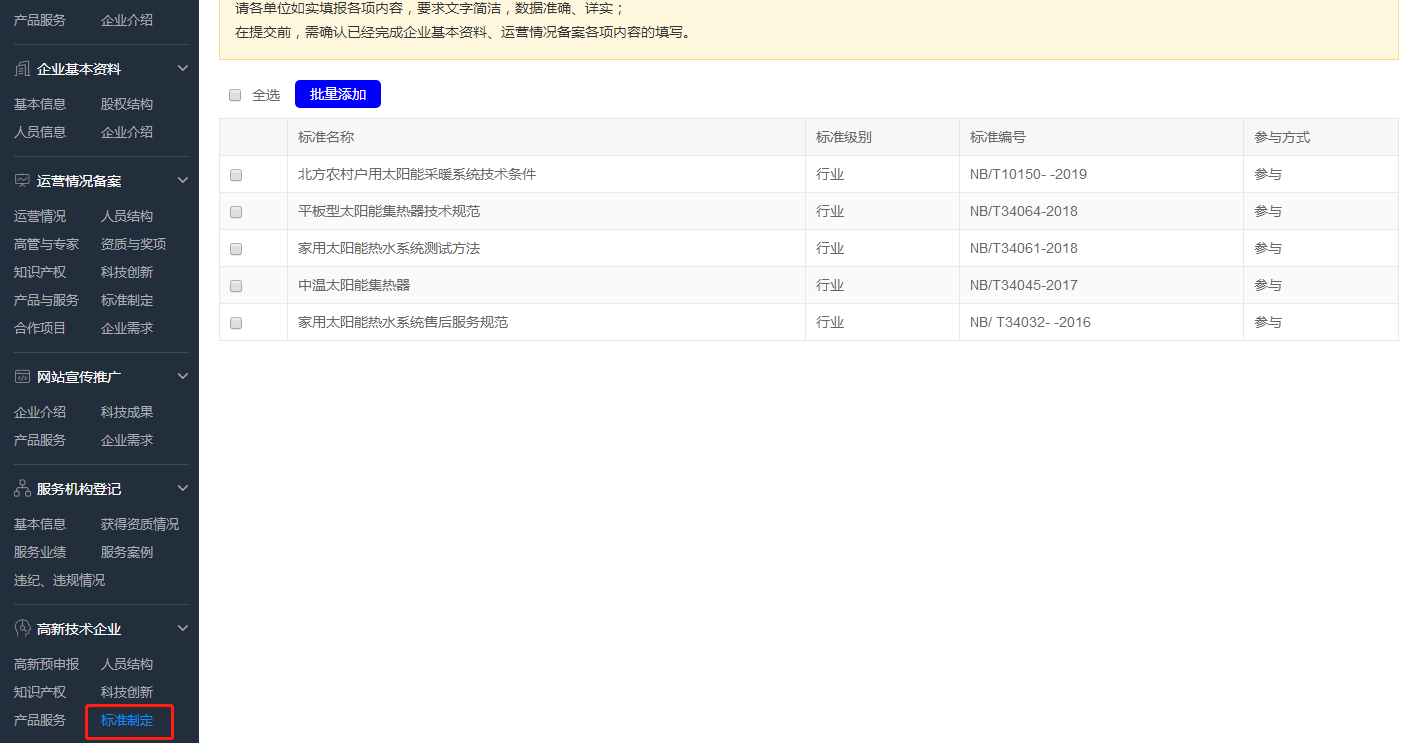 产品服务 企业介绍
企业基本资料
基本信息 股权结构
人员信息 企业介绍
运营情况备案
运营情况 人员结构
高管与专家 资质与奖项
知识产权 科技创新
产品与服务 标准制定
合作项目 企业需求
网站宣传推广
企业介绍 科技成果
产品服务 企业需求
服务机构登记
基本信息 获得资质情况
服务业绩 服务案例
违纪、违规情况
高新技术企业
高新预申报 人员结构
知识产权 科技创新
产品服务 标准制定
请各单位如实填报各项内容，要求文字简洁，数据准确、详实；
在提交前，需确认已经完成企业基本资料、运营情况备案各项内容的填写。
全选 批量添加
标准名称 标准级别 标准编号 参与方式
北方农村户用太阳能采暖系统技术条件 行业 NB/T10150- -2019 参与
平板型太阳能集热器技术规范 行业 NB/T34064-2018 参与
家用太阳能热水系统测试方法 行业 NB/T34061-2018 参与
中温太阳能集热器 行业 NB/T34045-2017 参与
家用太阳能热水系统售后服务规范 行业 NB/ T34032- -2016 参与